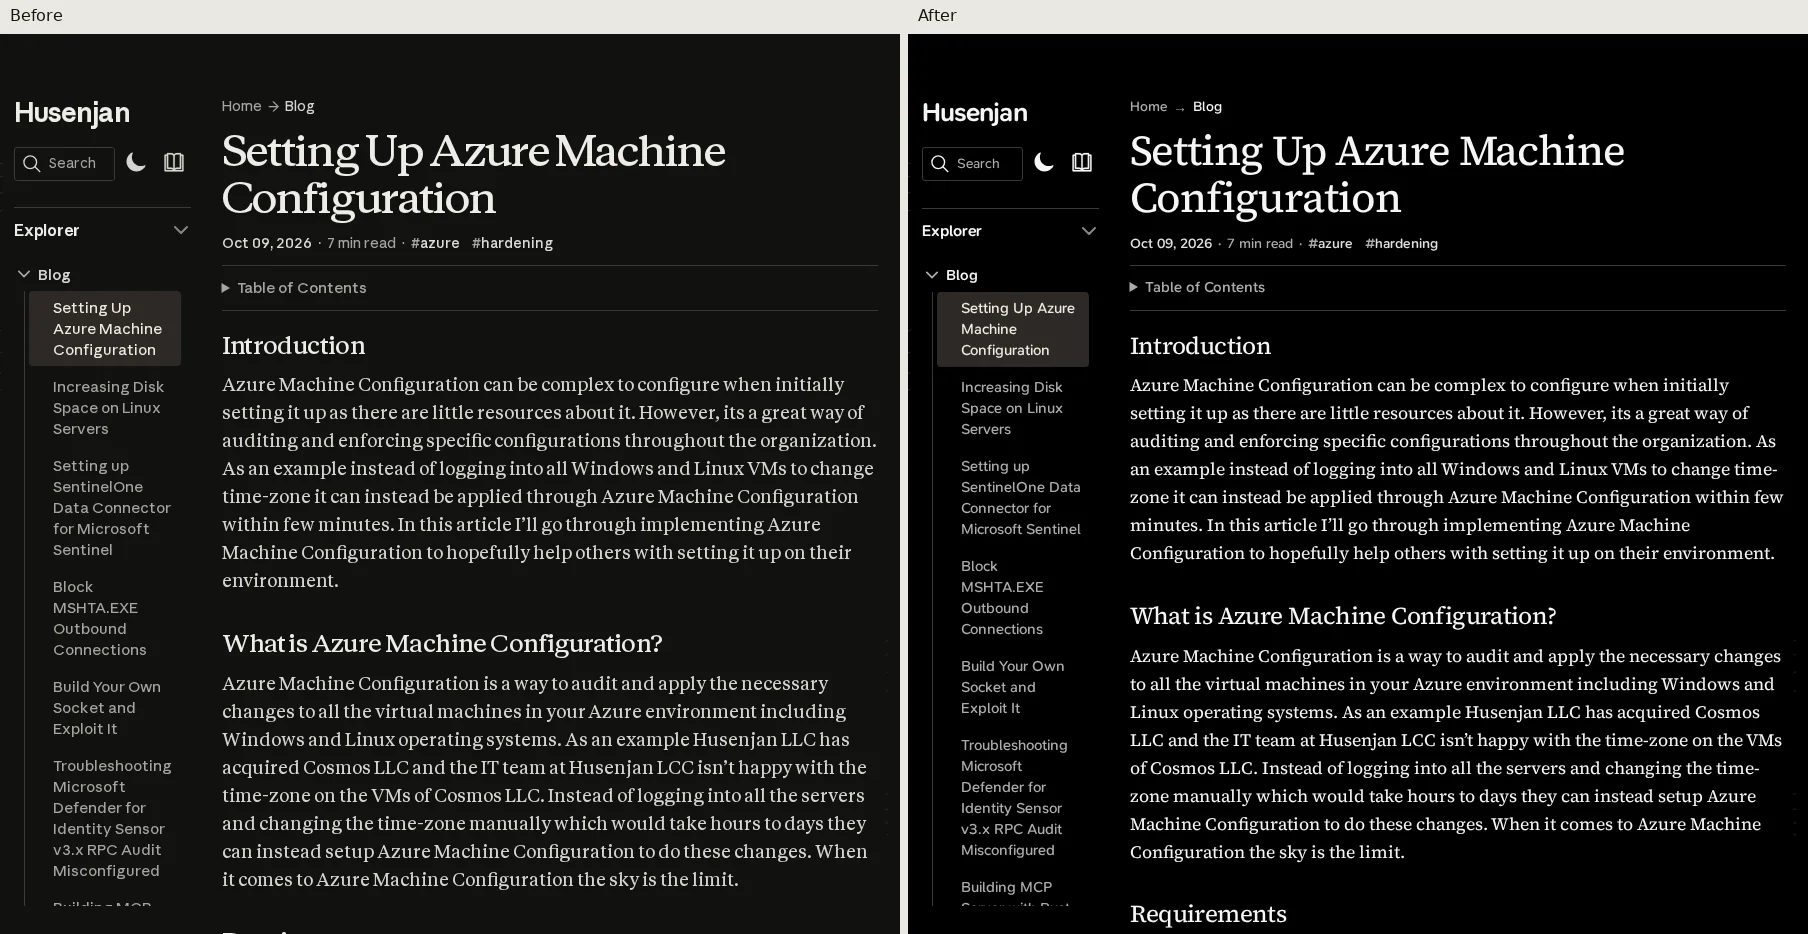 Before
Husenjan
Search
Explorer
Blog
Setting Up
Azure Machine
Configuration
Increasing Disk
Space on Linux
Servers
Setting up
SentinelOne
Data Connector
for Microsoft
Sentinel
Block
MSHTA.EXE
Outbound
Connections
Build Your Own
Socket and
Exploit It
Troubleshooting
Microsoft
Defender for
Identity Sensor
v3.x RPC Audit
Misconfigured
Building MCP
Home → Blog
Setting Up Azure Machine
Configuration
Oct 09, 2026 · 7 min read · #azure #hardening
Table of Contents
Introduction
Azure Machine Configuration can be complex to configure when initially
setting it up as there are little resources about it. However, its a great way of
auditing and enforcing specific configurations throughout the organization.
As an example instead of logging into all Windows and Linux VMs to change
time-zone it can instead be applied through Azure Machine Configuration
within few minutes. In this article I’ll go through implementing Azure
Machine Configuration to hopefully help others with setting it up on their
environment.
What is Azure Machine Configuration?
Azure Machine Configuration is a way to audit and apply the necessary
changes to all the virtual machines in your Azure environment including
Windows and Linux operating systems. As an example Husenjan LLC has
acquired Cosmos LLC and the IT team at Husenjan LCC isn’t happy with the
time-zone on the VMs of Cosmos LLC. Instead of logging into all the servers
and changing the time-zone manually which would take hours to days they
can instead setup Azure Machine Configuration to do these changes. When
it comes to Azure Machine Configuration the sky is the limit.
After
Husenjan
Search
Explorer
Blog
Setting Up Azure
Machine
Configuration
Increasing Disk
Space on Linux
Servers
Setting up
SentinelOne Data
Connector for
Microsoft Sentinel
Block
MSHTA.EXE
Outbound
Connections
Build Your Own
Socket and
Exploit It
Troubleshooting
Microsoft
Defender for
Identity Sensor
v3.x RPC Audit
Misconfigured
Building MCP
Server with Rust
Home → Blog
Setting Up Azure Machine
Configuration
Oct 09, 2026 · 7 min read · #azure #hardening
Table of Contents
Introduction
Azure Machine Configuration can be complex to configure when initially
setting it up as there are little resources about it. However, its a great way of
auditing and enforcing specific configurations throughout the organization. As
an example instead of logging into all Windows and Linux VMs to change time-
zone it can instead be applied through Azure Machine Configuration within few
minutes. In this article I’ll go through implementing Azure Machine
Configuration to hopefully help others with setting it up on their environment.
What is Azure Machine Configuration?
Azure Machine Configuration is a way to audit and apply the necessary changes
to all the virtual machines in your Azure environment including Windows and
Linux operating systems. As an example Husenjan LLC has acquired Cosmos
LLC and the IT team at Husenjan LCC isn’t happy with the time-zone on the VMs
of Cosmos LLC. Instead of logging into all the servers and changing the time-
zone manually which would take hours to days they can instead setup Azure
Machine Configuration to do these changes. When it comes to Azure Machine
Configuration the sky is the limit.
Requirements